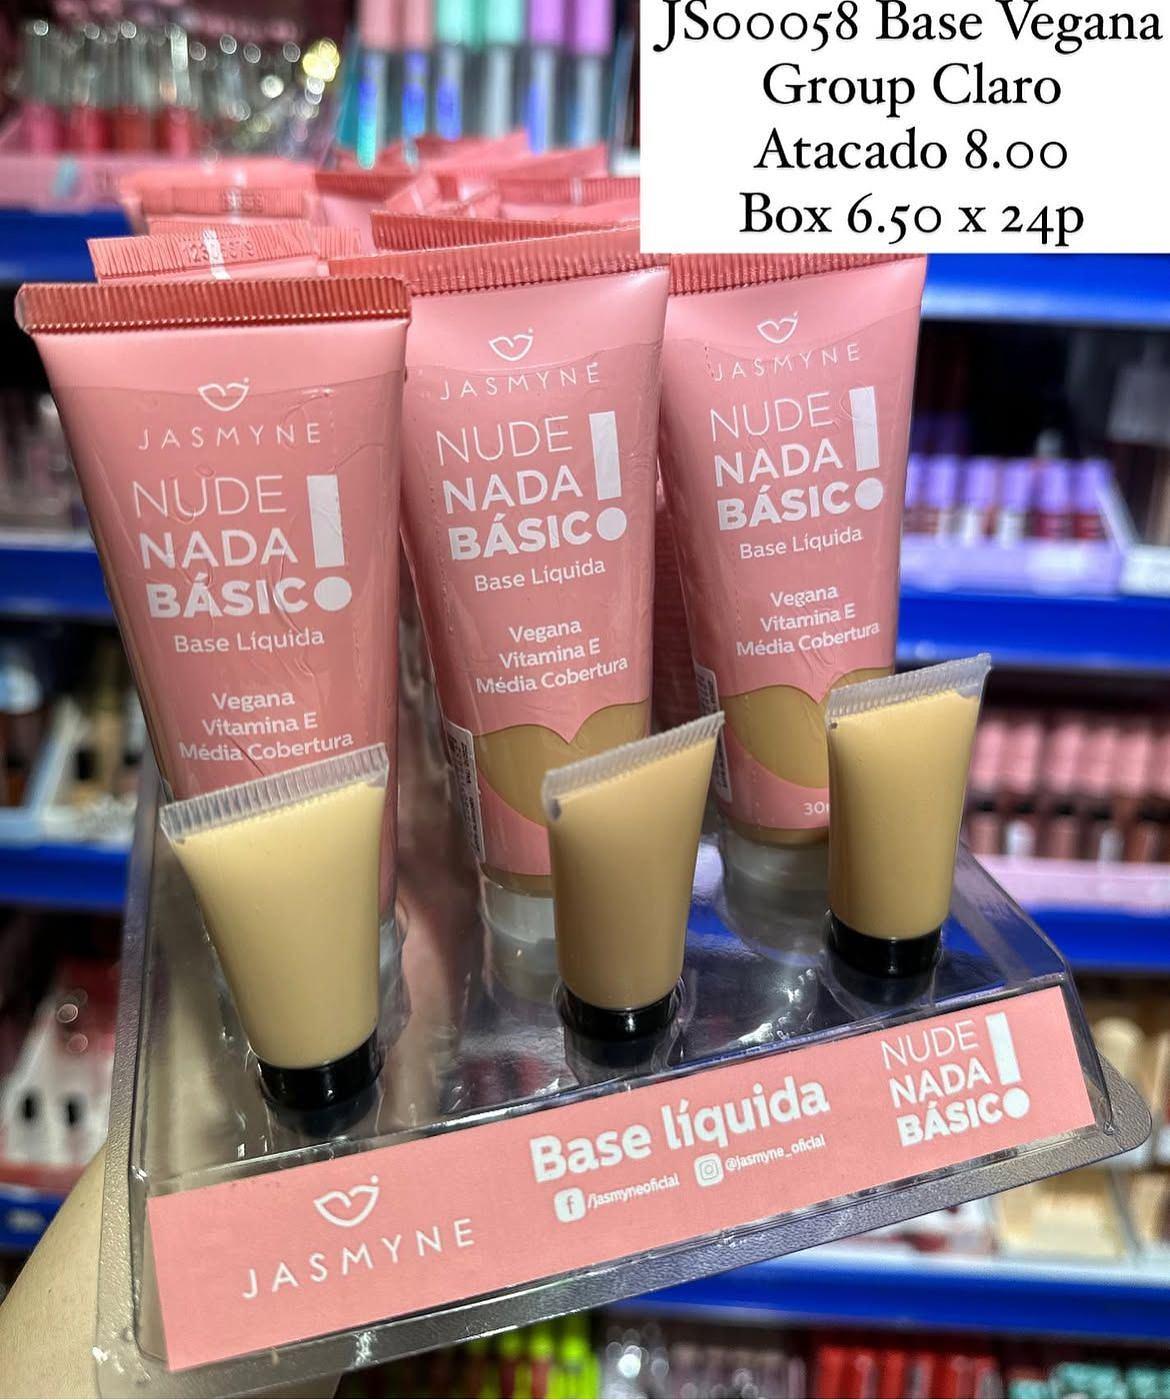 JS00058 Base Vegana
Group Claro
Atacado 8.00
Box 6.50 x 24p
JASMYNE
NUDE
NADA
BÁSICO!
Base Líquida
Vegana
Vitamina E
Média Cobertura
JASMYNE
NUDE
NADA
BÁSICO!
Base Líquida
Vegana
Vitamina E
Média Cobertura
JASMYNE
NUDE
NADA
BÁSICO!
Base Líquida
Vegana
Vitamina E
Média Cobertura
JASMYNE
Base líquida
/jasmyneoficial
@jasmyne_oficial
NUDE
NADA
BÁSICO!